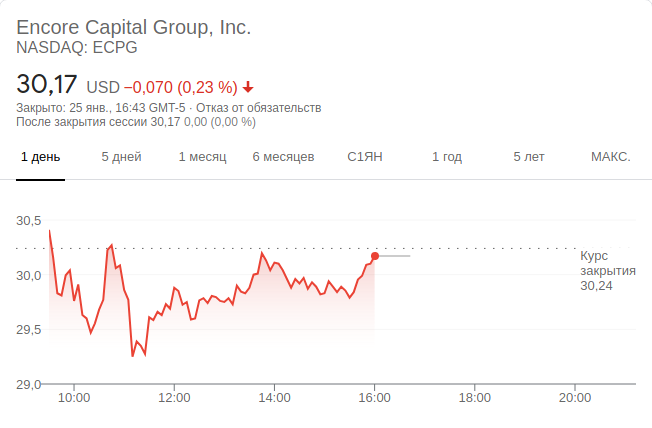 Encore Capital Group, Inc.
NASDAQ: ECPG
30,17 USD −0,070 (0,23 %)
Закрыто: 25 янв., 16:43 GMT-5 · Отказ от обязательств
После закрытия сессии 30,17 0,00 (0,00 %)
1 день 5 дней 1 месяц 6 месяцев С1ЯН 1 год 5 лет МАКС.
30,5
Курс
закрытия
30,24
30,0
29,5
29,0
10:00 12:00 14:00 16:00 18:00 20:00